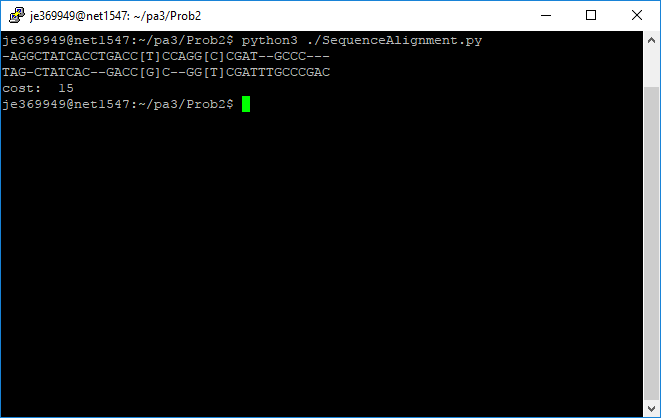 je369949@net1547: ~/pa3/Prob2
je369949@net1547:~/pa3/Prob2$ python3 ./SequenceAlignment.py
-AGGCTATCACCTGACC[T]CCAGG[C]CGAT--GCCC---
TAG-CTATCAC--GACC[G]C--GG[T]CGATTTGCCCGAC
cost:  15
je369949@net1547:~/pa3/Prob2$